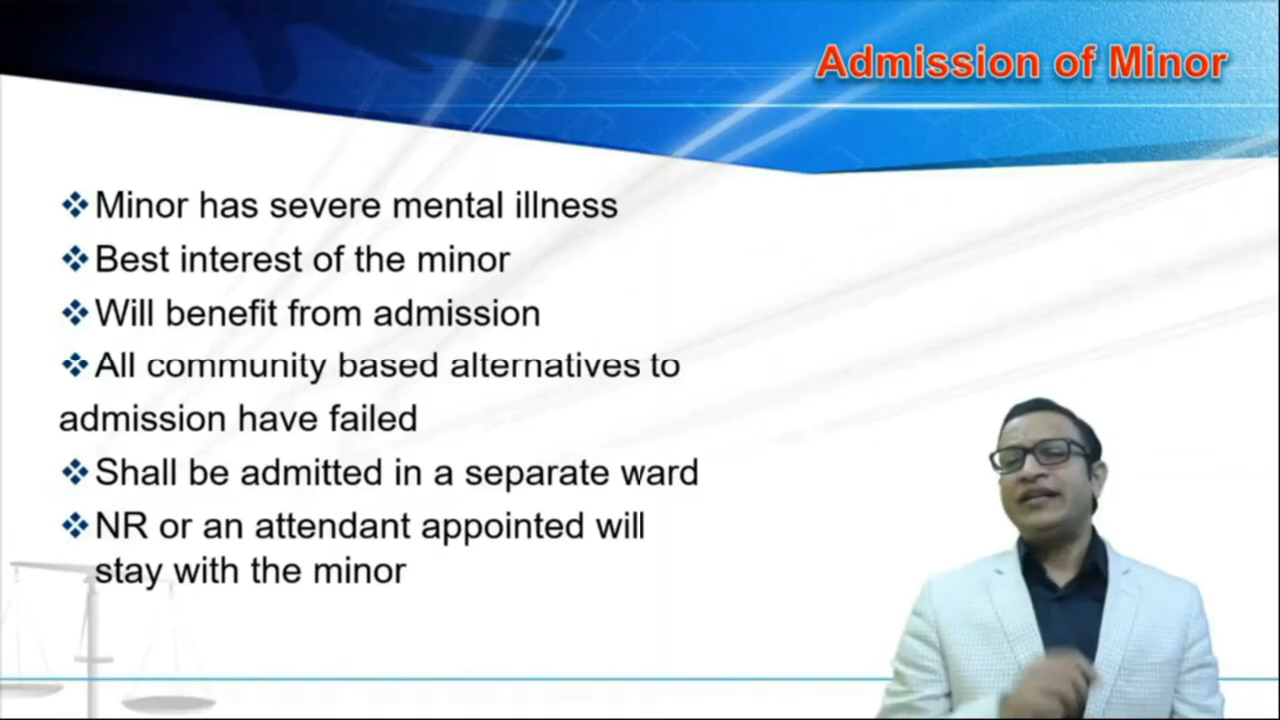 Admission of Minor
Minor has severe mental illness
Best interest of the minor
Will benefit from admission
All community based alternatives to
admission have failed
Shall be admitted in a separate ward
NR or an attendant appointed will
stay with the minor